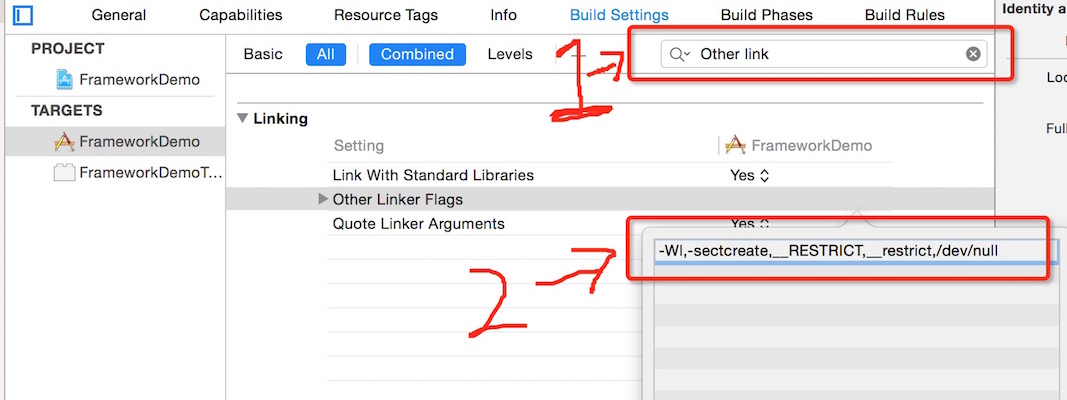 General Capabilities Resource Tags Info Build Settings Build Phases Build Rules
Identity a
PROJECT
FrameworkDemo
TARGETS
FrameworkDemo
FrameworkDemoT...
Basic All Combined Levels
1
Other link
Loc
Full
Linking
Setting FrameworkDemo
Link With Standard Libraries Yes
Other Linker Flags
Quote Linker Arguments Yes
2
-Wl,-sectcreate,__RESTRICT,__restrict,/dev/null